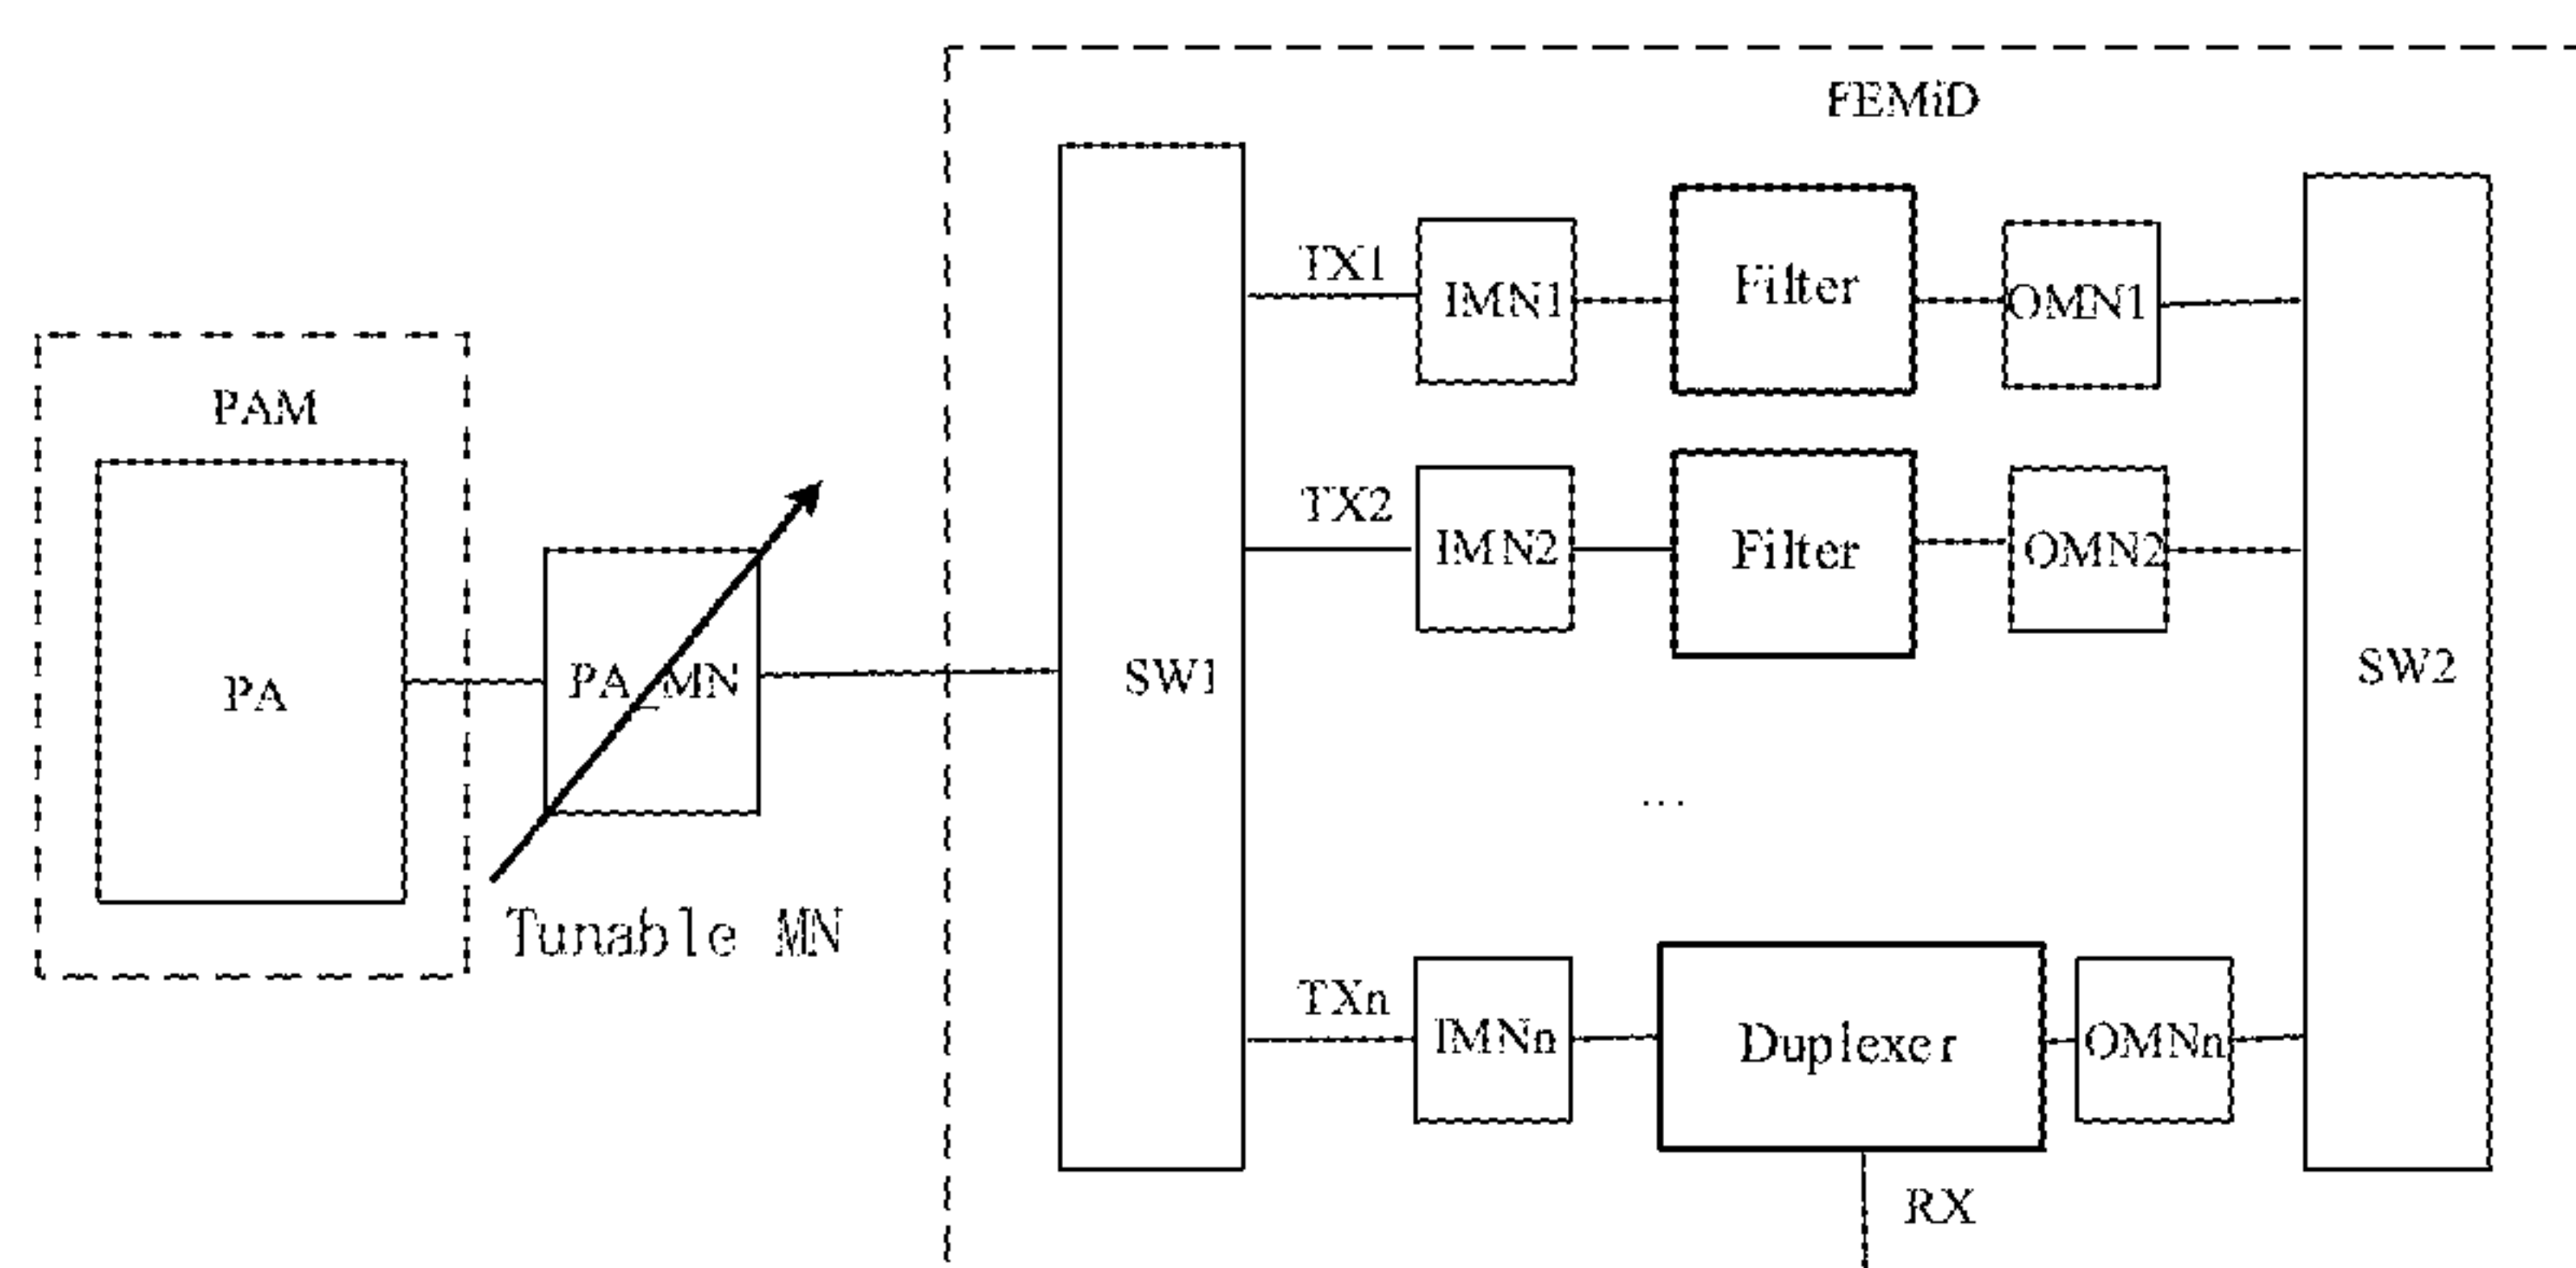 FEMiD
TX1
IMN1
Filter
OMN1
PAM
TX2
IMN2
Filter
OMN2
PA
PA_MN
SW1
SW2
...
Tunable MN
TXn
IMNn
Duplexer
OMNn
RX